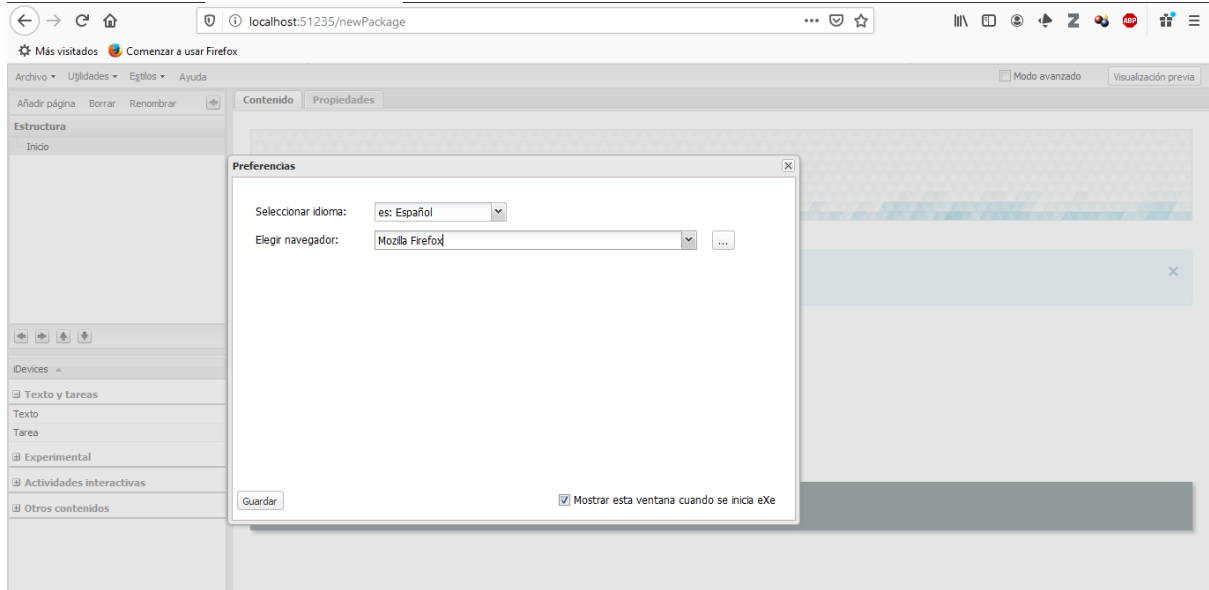 localhost:51235/newPackage
Más visitados Comenzar a usar Firefox
Archivo Utilidades Estilos Ayuda
Modo avanzado
Visualización previa
Añadir página Borrar Renombrar
Contenido Propiedades
Estructura
Inicio
Preferencias
Seleccionar idioma: es: Español
Elegir navegador: Mozilla Firefox ...
iDevices
Texto y tareas
Texto
Tarea
Experimental
Actividades interactivas
Otros contenidos
Guardar
Mostrar esta ventana cuando se inicia eXe
Z
ABP